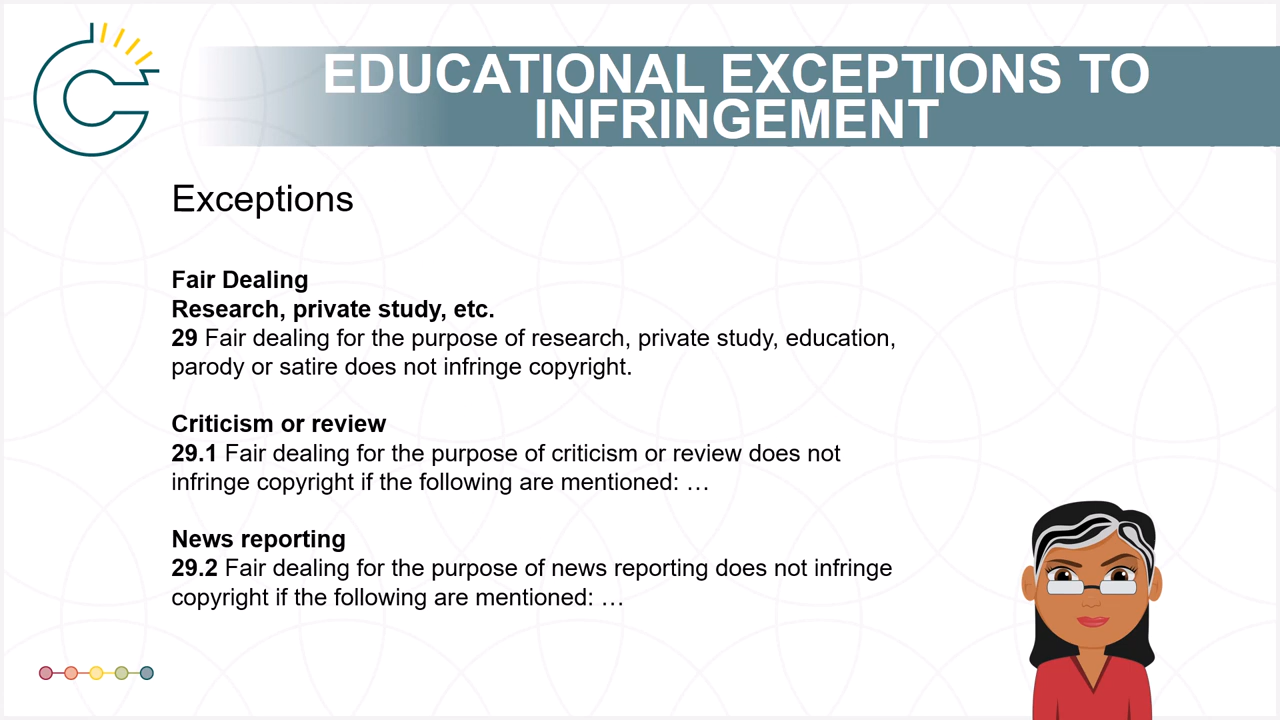 EDUCATIONAL EXCEPTIONS TO
INFRINGEMENT
Exceptions
Fair Dealing
Research, private study, etc.
29 Fair dealing for the purpose of research, private study, education,
parody or satire does not infringe copyright.
Criticism or review
29.1 Fair dealing for the purpose of criticism or review does not
infringe copyright if the following are mentioned: …
News reporting
29.2 Fair dealing for the purpose of news reporting does not infringe
copyright if the following are mentioned: …